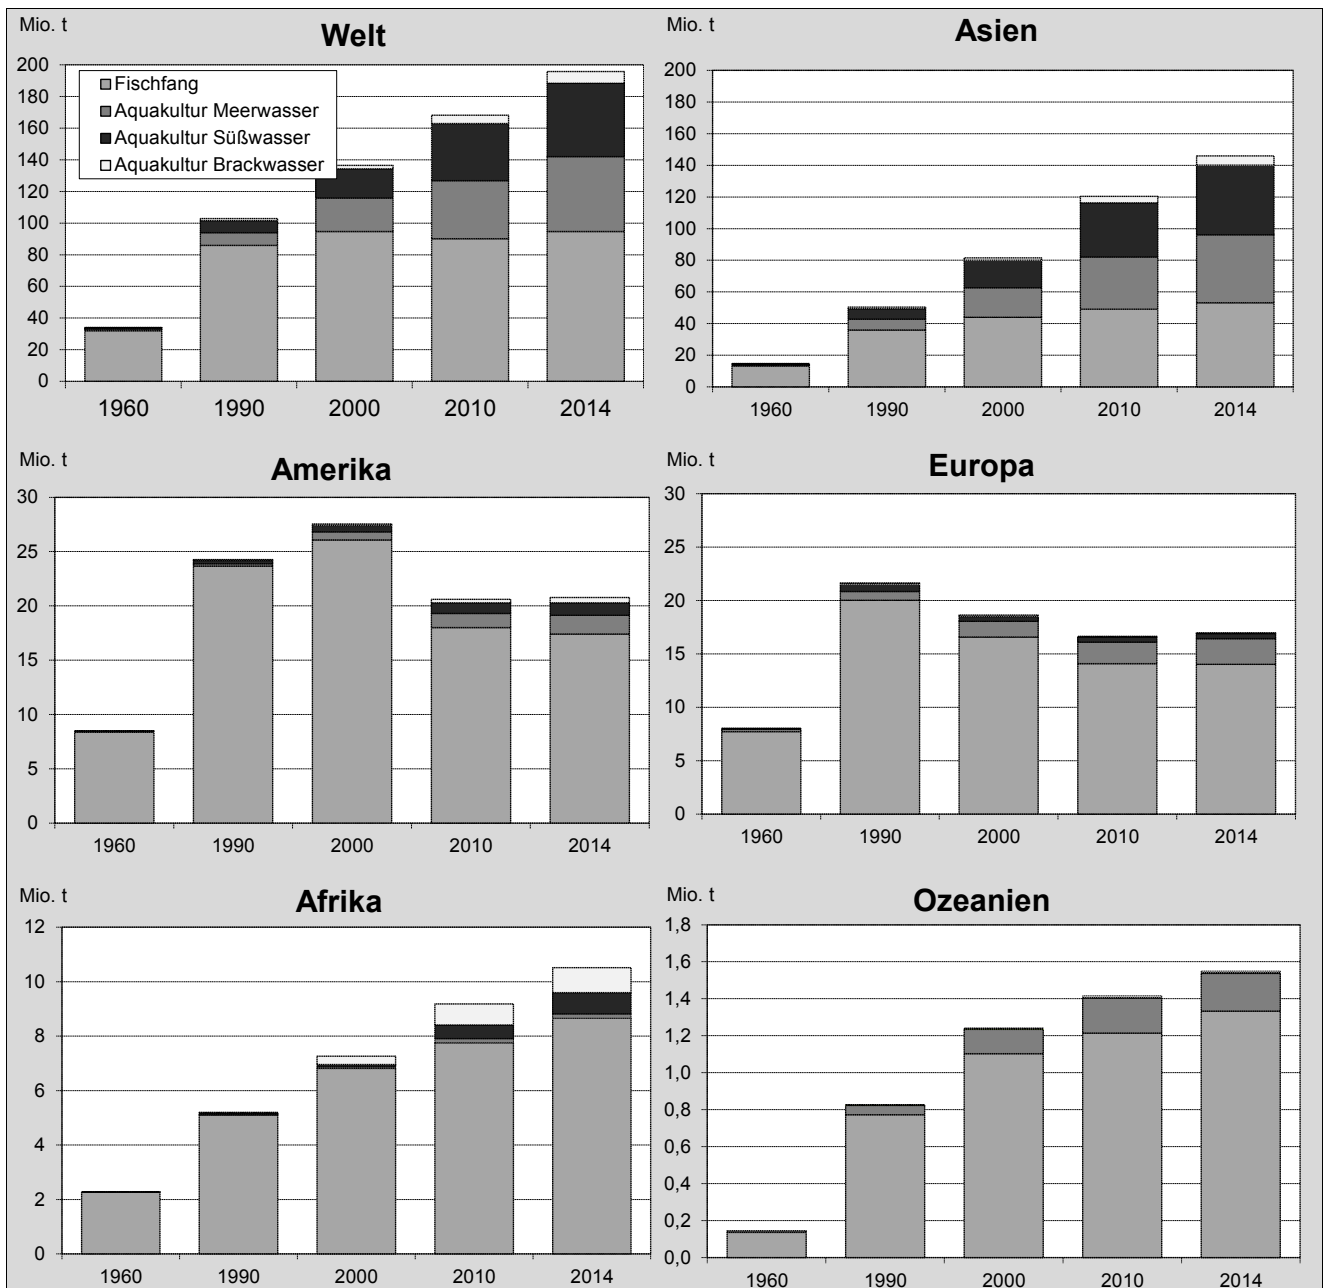 Mio. t
Welt
200
180
160
140
120
100
80
60
40
20
0
Fischfang
Aquakultur Meerwasser
Aquakultur Süßwasser
Aquakultur Brackwasser
1960 1990 2000 2010 2014
Mio. t
Asien
200
180
160
140
120
100
80
60
40
20
0
1960 1990 2000 2010 2014
Mio. t
Amerika
30
25
20
15
10
5
0
1960 1990 2000 2010 2014
Mio. t
Europa
30
25
20
15
10
5
0
1960 1990 2000 2010 2014
Mio. t
Afrika
12
10
8
6
4
2
0
1960 1990 2000 2010 2014
Mio. t
Ozeanien
1,8
1,6
1,4
1,2
1,0
0,8
0,6
0,4
0,2
0,0
1960 1990 2000 2010 2014